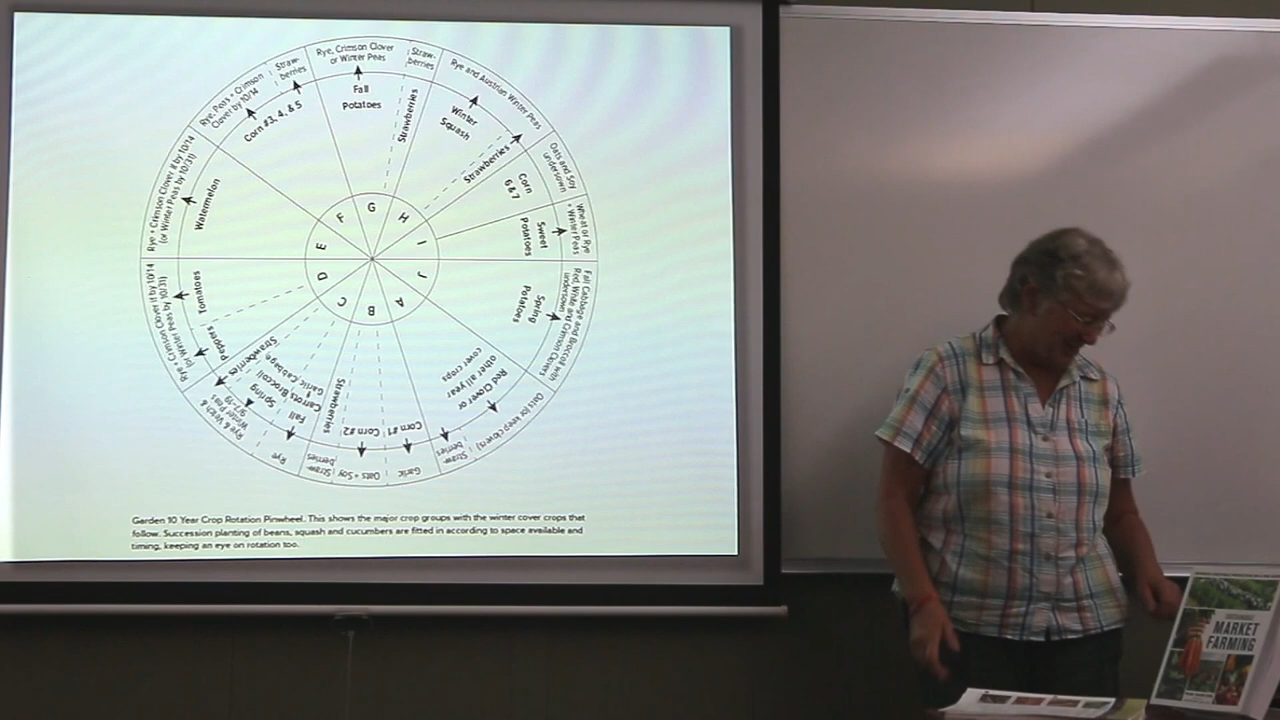 Rye, Crimson Clover
or Winter Peas
Straw-
berries
Rye and Austrian Winter Peas
Oats and Soy
undersown
Wheat or Rye
+ Winter Peas
Fall Cabbage and Broccoli with
Red, White and Crimson Clovers
undersown
Oats (or keep clovers)
Straw-
berries
Garlic
Oats + Soy
Straw-
berries
Rye
Rye & Vetch &
Winter Peas
Rye + Crimson Clover if by 10/14
(or Winter Peas by 10/31)
Rye + Crimson Clover if by 10/14
(or Winter Peas by 10/31)
Rye, Peas + Crimson
Clover by 10/14
Straw-
berries
Fall
Potatoes
Strawberries
Winter
Squash
Strawberries
Corn
6 & 7
Sweet
Potatoes
Spring
Potatoes
Red Clover or
other all year
cover crops
Corn #1
Corn #2
Strawberries
Fall
Carrots
Garlic
Spring
Broccoli
Cabbage
Strawberries
Peppers
Tomatoes
Watermelon
Corn #3, 4, & 5
G
H
I
J
A
B
C
D
E
F
Garden 10 Year Crop Rotation Pinwheel. This shows the major crop groups with the winter cover crops that
follow. Succession planting of beans, squash and cucumbers are fitted in according to space available and
timing, keeping an eye on rotation too.
MARKET
FARMING